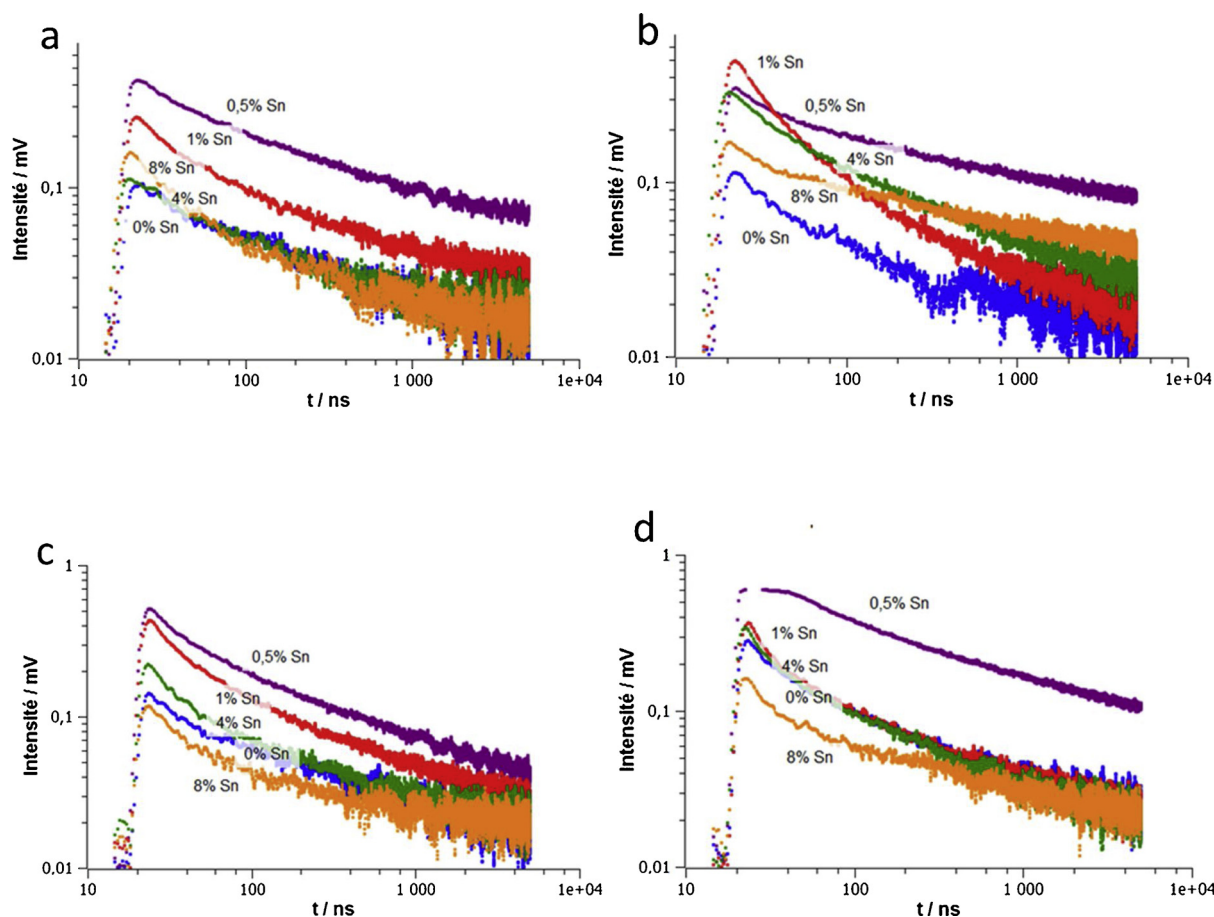 a
Intensité / mV
0,1
0.01
0,5% Sn
1% Sn
8% Sn
4% Sn
0% Sn
10
100
1 000
1e+04
t / ns
b
Intensité / mV
0,1
0.01
1% Sn
0,5% Sn
4% Sn
8% Sn
0% Sn
10
100
1 000
1e+04
t / ns
c
Intensité / mV
1
0,1
0.01
0,5% Sn
1% Sn
4% Sn
0% Sn
8% Sn
10
100
1 000
1e+04
t / ns
d
Intensité / mV
1
0,1
0.01
0,5% Sn
1% Sn
4% Sn
0% Sn
8% Sn
10
100
1 000
1e+04
t / ns